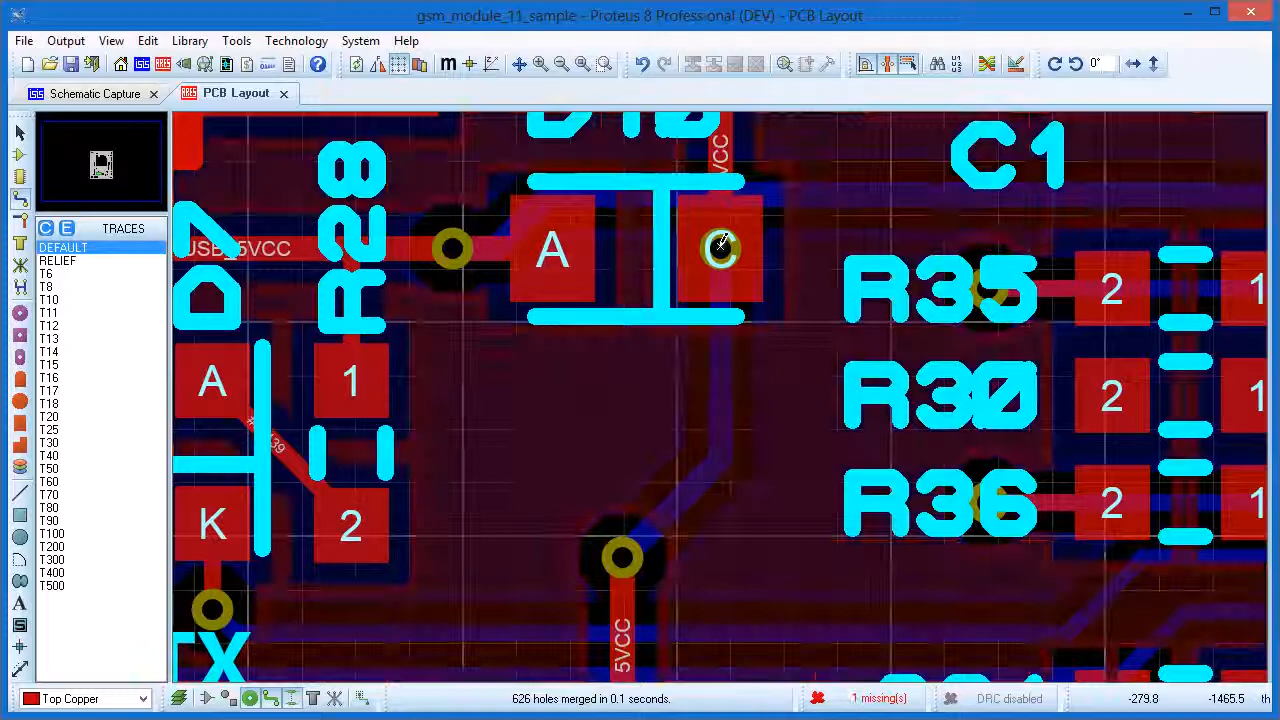 gsm_module_11_sample - Proteus 8 Professional (DEV) - PCB Layout
File Output View Edit Library Tools Technology System Help
0°
Schematic Capture
PCB Layout
C E TRACES
DEFAULT
RELIEF
T6
T8
T10
T11
T12
T13
T14
T15
T16
T17
T18
T20
T25
T30
T40
T50
T60
T70
T80
T90
T100
T200
T300
T400
T500
VCC
C1
R28
D7
USB_5VCC
A
C
R35
2
1
A
1
R30
2
1
K
2
R36
2
1
5VCC
TX
Top Copper
626 holes merged in 0.1 seconds.
1 missing(s)
DRC disabled
-279.8
-1465.5
th